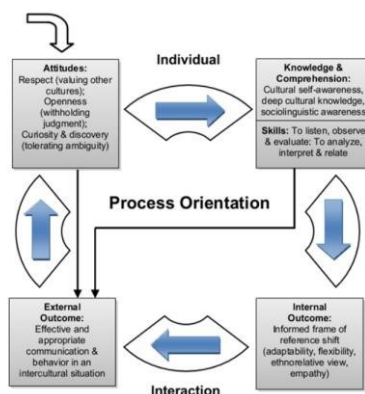 Attitudes:
Respect (valuing other
cultures);
Openness
(withholding
judgment);
Curiosity & discovery
(tolerating ambiguity)
Individual
Knowledge &
Comprehension:
Cultural self-awareness,
deep cultural knowledge,
sociolinguistic awareness
Skills: To listen, observe
& evaluate: To analyze,
interpret & relate
Process Orientation
External
Outcome:
Effective and
appropriate
communication &
behavior in an
intercultural situation
Internal
Outcome:
Informed frame of
reference shift
(adaptability, flexibility,
ethnorelative view,
empathy)
Interaction